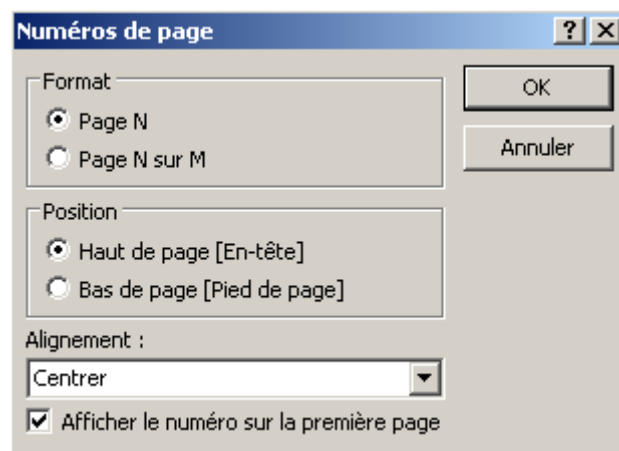 Numéros de page
Format
OK
Page N
Page N sur M
Annuler
Position
Haut de page [En-tête]
Bas de page [Pied de page]
Alignement :
Centrer
Afficher le numéro sur la première page